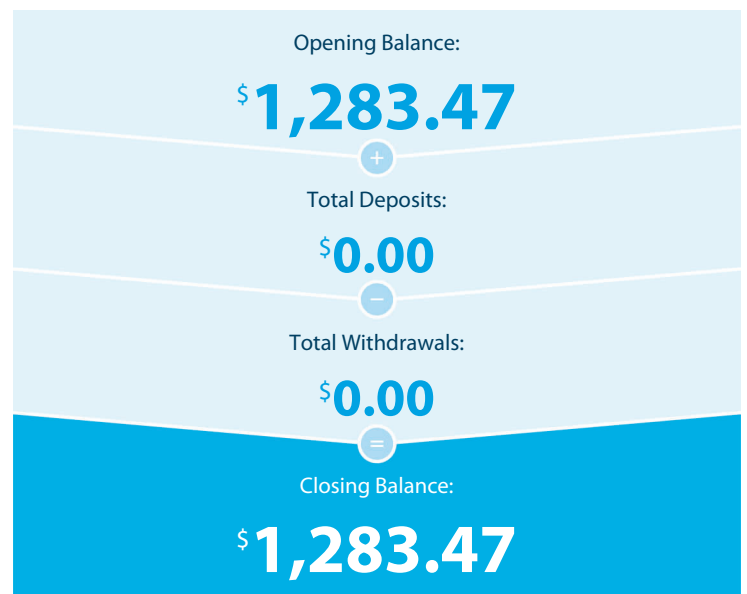 Opening Balance:
$1,283.47
+
Total Deposits:
$0.00
−
Total Withdrawals:
$0.00
=
Closing Balance:
$1,283.47